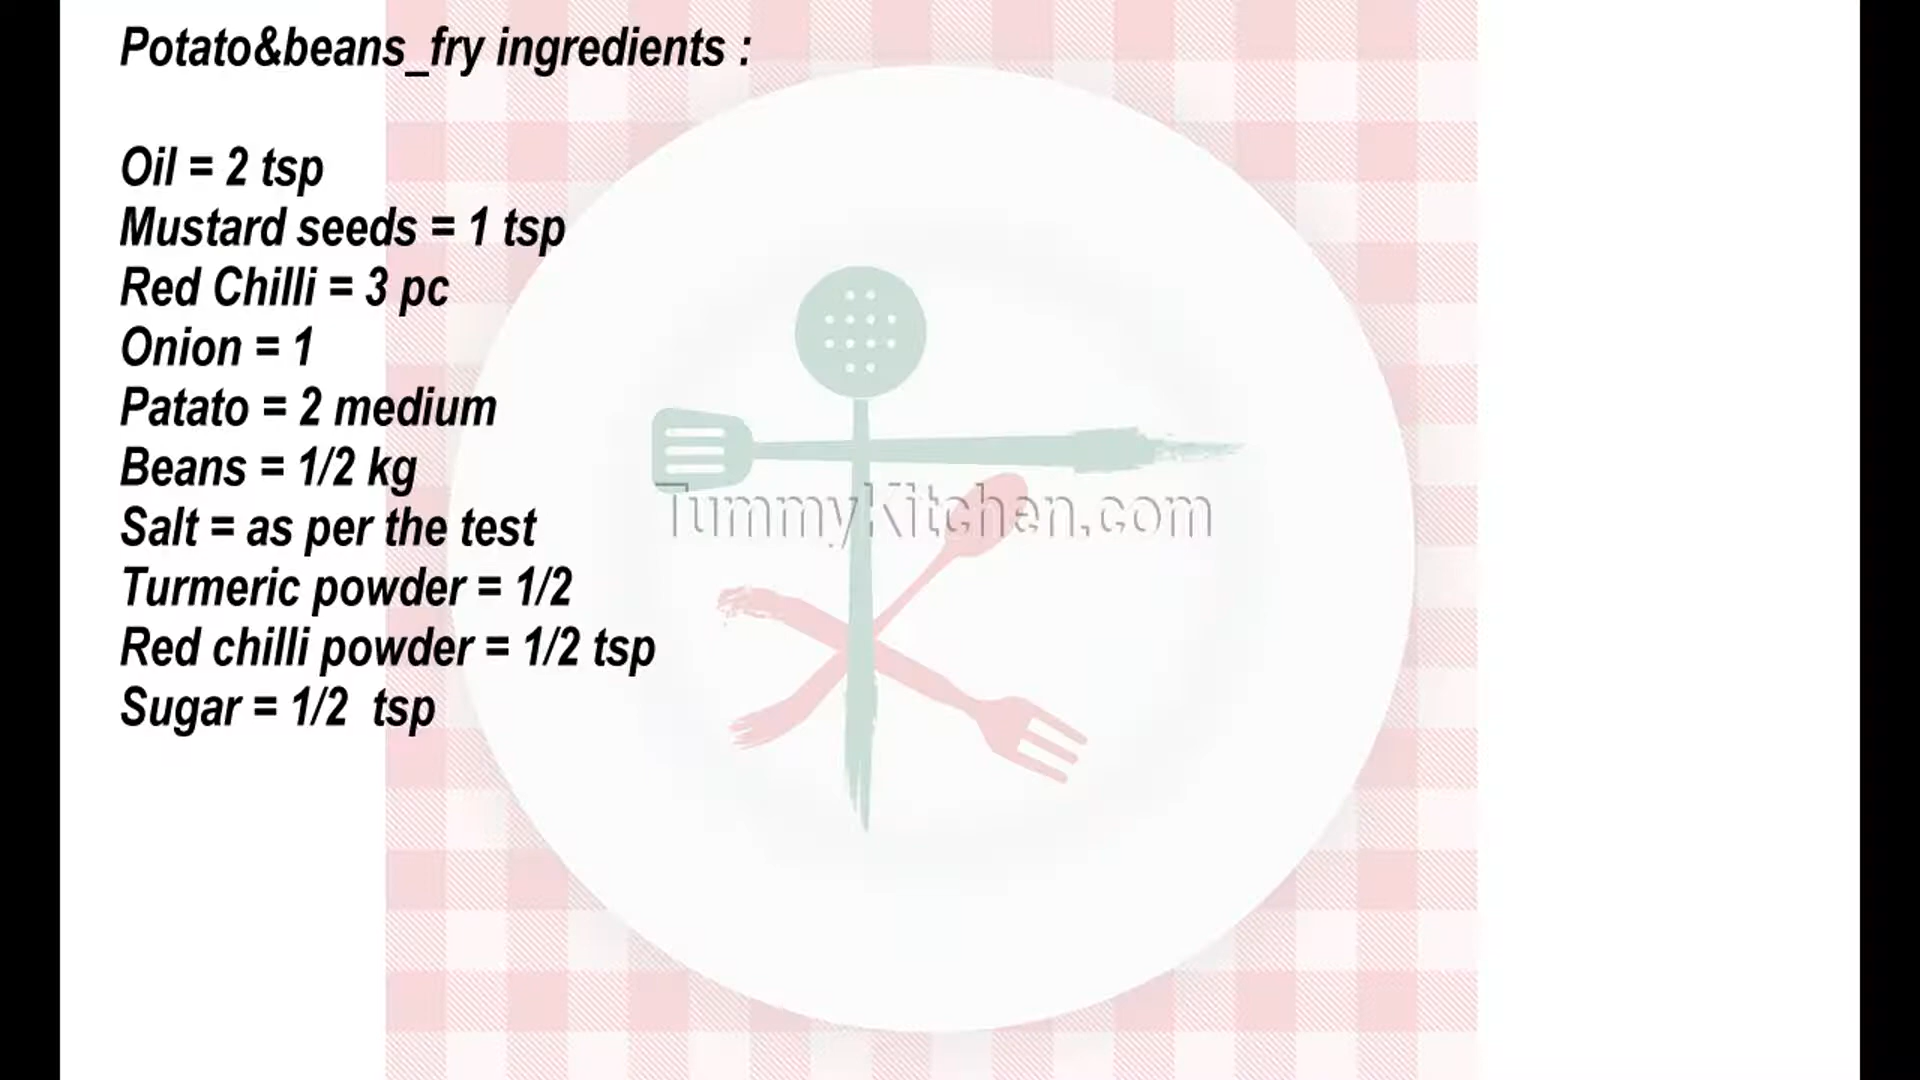 Potato&beans_fry ingredients :
Oil = 2 tsp
Mustard seeds = 1 tsp
Red Chilli = 3 pc
Onion = 1
Patato = 2 medium
Beans = 1/2 kg
Salt = as per the test
Turmeric powder = 1/2
Red chilli powder = 1/2 tsp
Sugar = 1/2  tsp
TummyKitchen.com